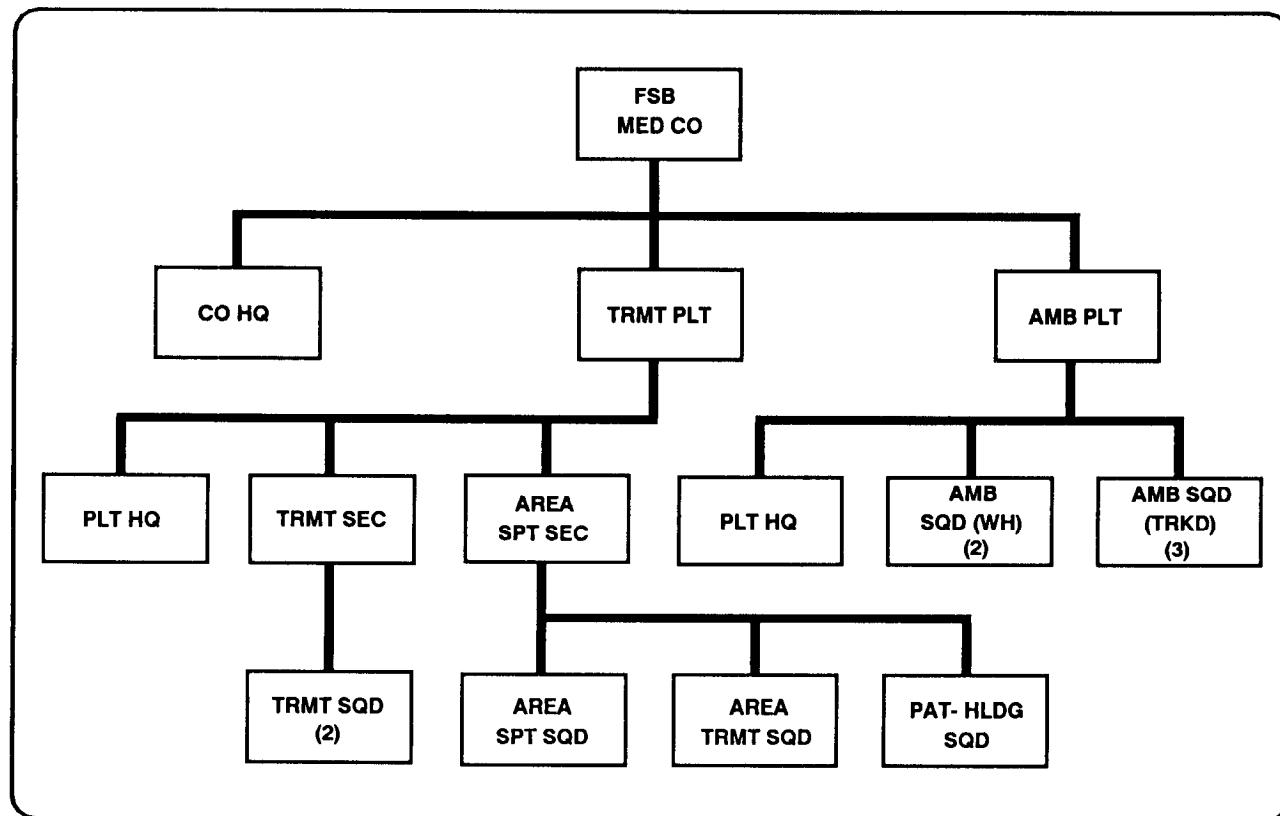 FSB
MED CO
CO HQ
TRMT PLT
AMB PLT
PLT HQ
TRMT SEC
AREA
SPT SEC
PLT HQ
AMB
SQD (WH)
(2)
AMB SQD
(TRKD)
(3)
TRMT SQD
(2)
AREA
SPT SQD
AREA
TRMT SQD
PAT- HLDG
SQD